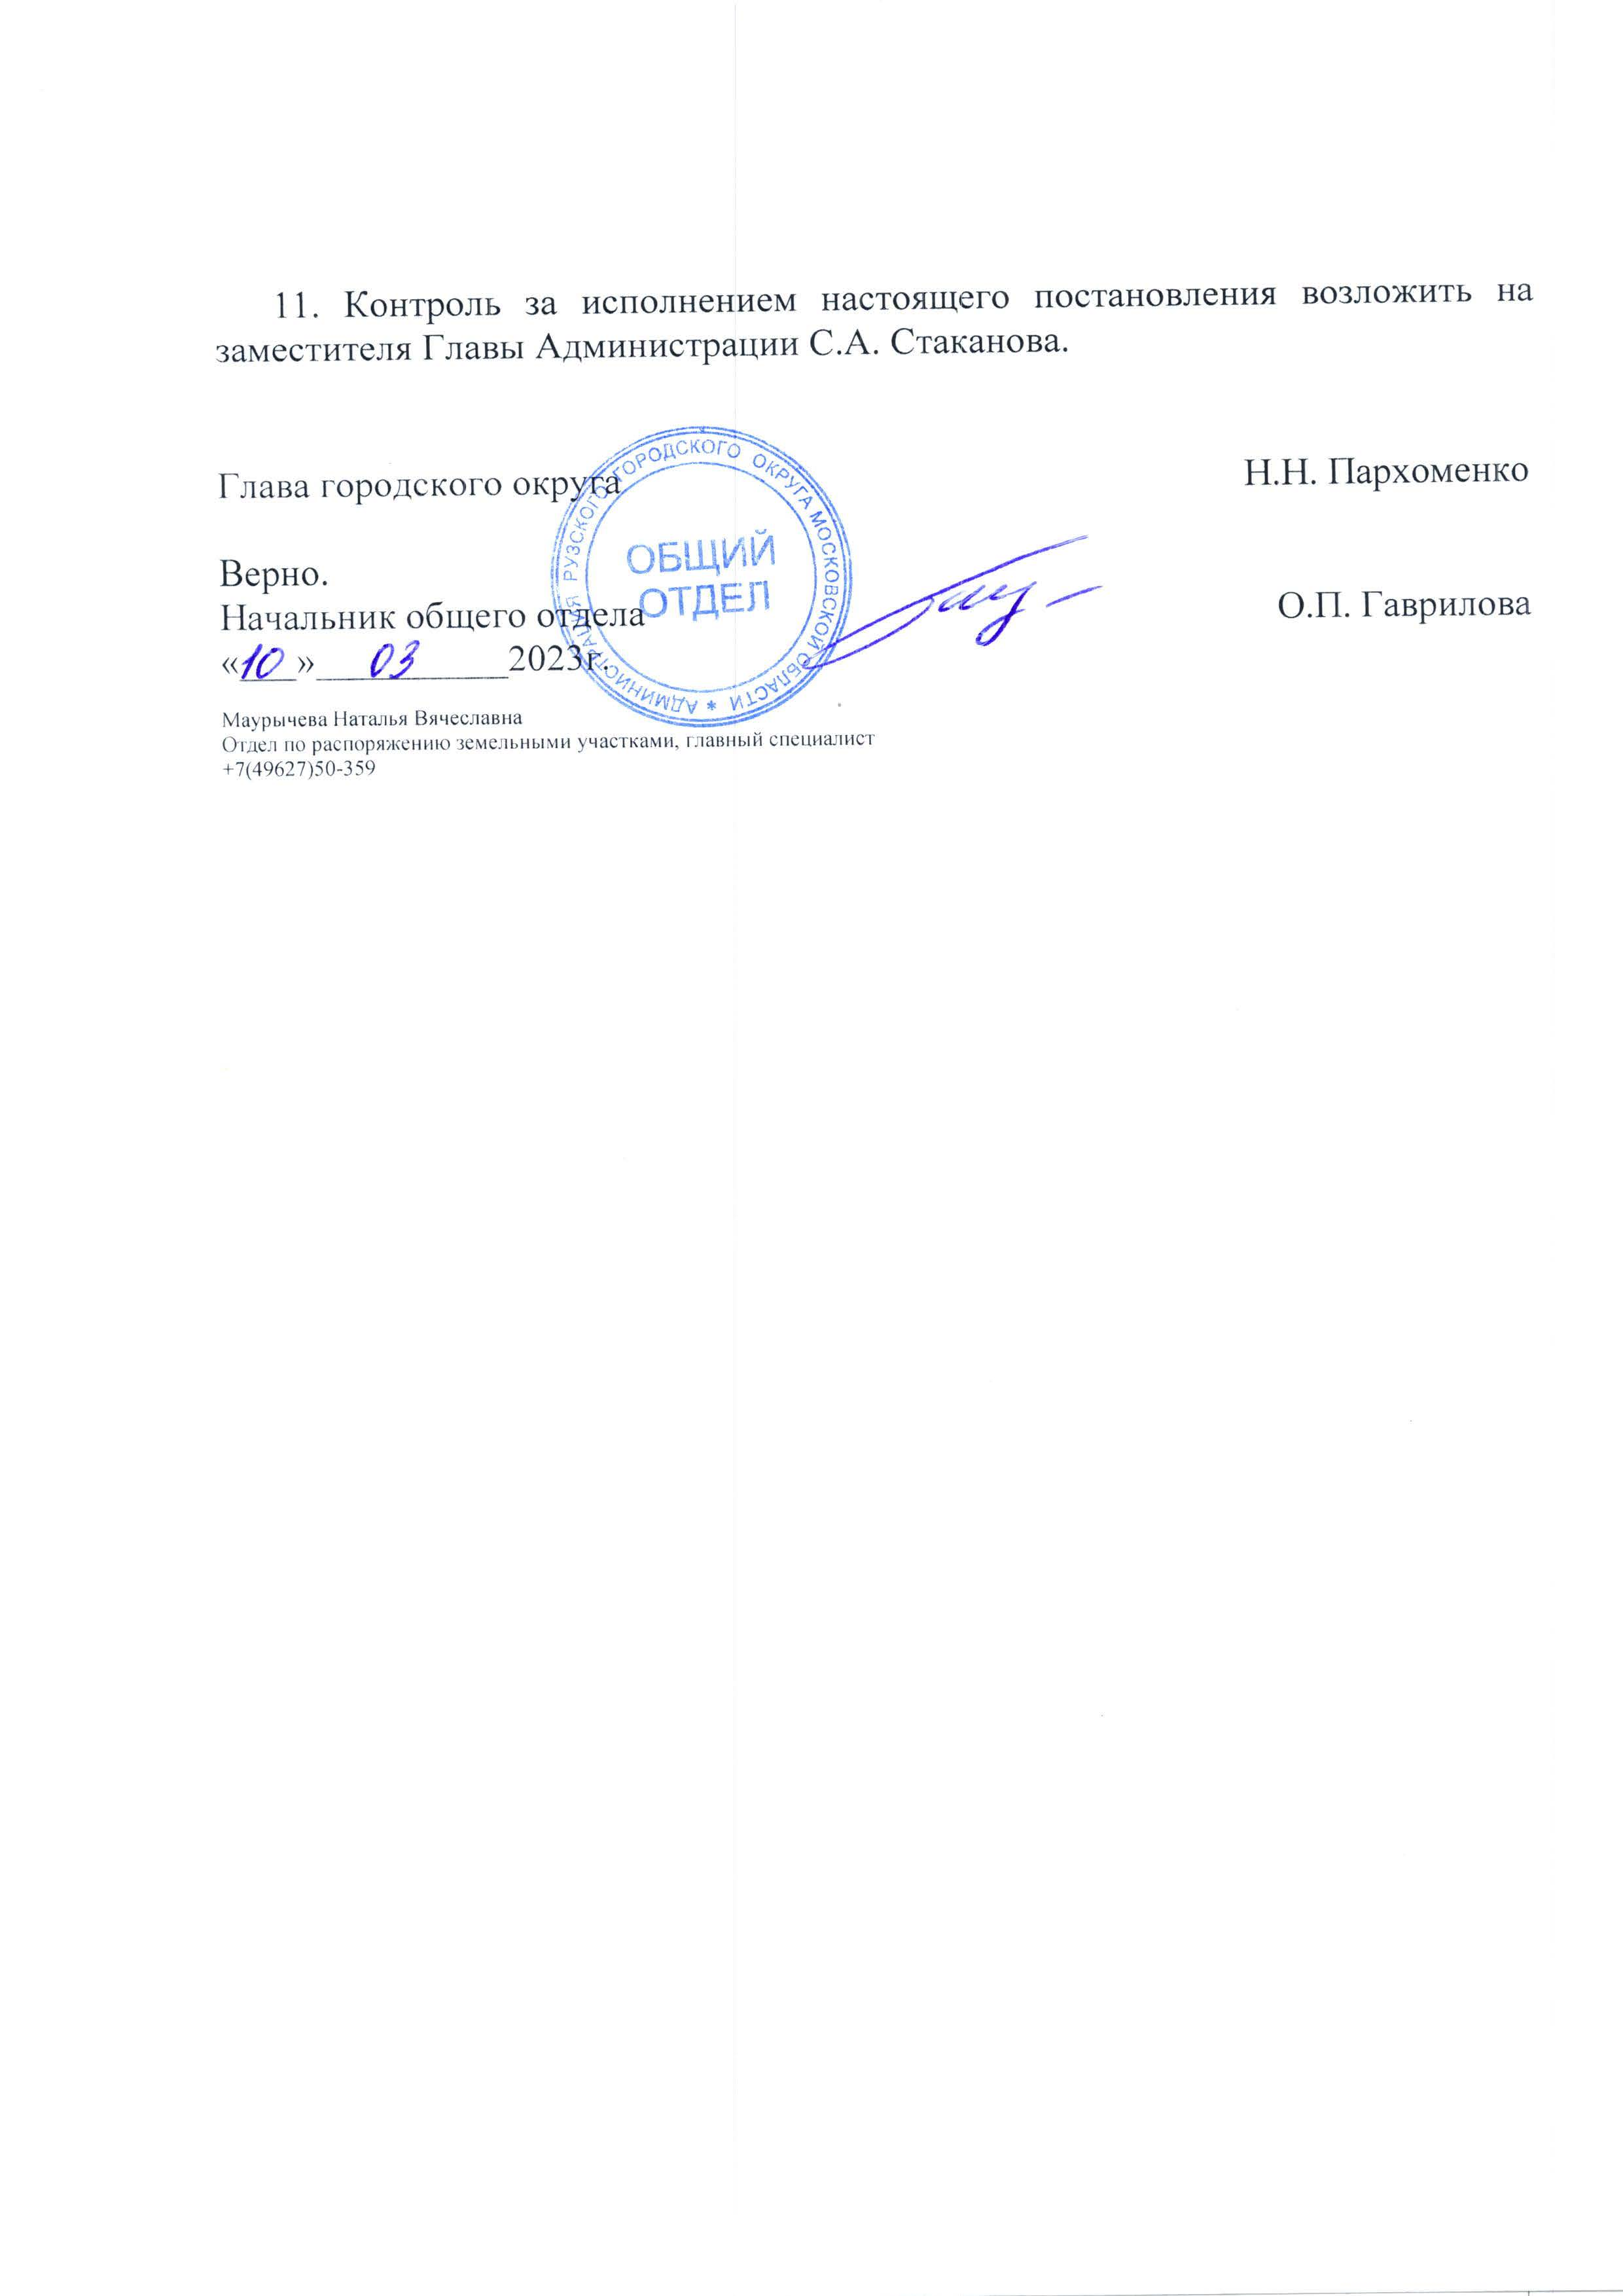 11. Контроль за исполнением настоящего постановления возложить на
заместителя Главы Администрации С.А. Стаканова.
Глава городского округа Н.Н. Пархоменко
АДМИНИСТРАЦИЯ РУЗСКОГО ГОРОДСКОГО ОКРУГА МОСКОВСКОЙ ОБЛАСТИ *
ОБЩИЙ
ОТДЕЛ
Верно.
Начальник общего отдела О.П. Гаврилова
«10» 03 2023г.
Маурычева Наталья Вячеславна
Отдел по распоряжению земельными участками, главный специалист
+7(49627)50-359